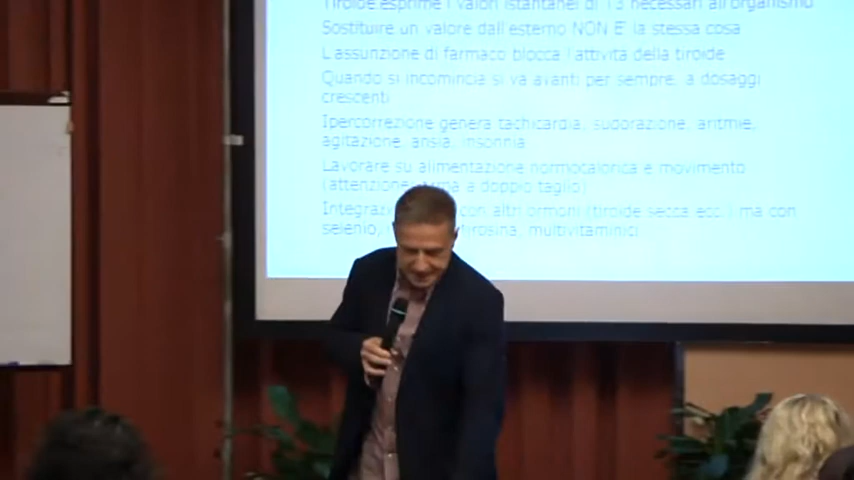 Tiroide esprime i valori istantanei di T3 necessari all'organismo
Sostituire un valore dall'esterno NON E' la stessa cosa
L'assunzione di farmaco blocca l'attività della tiroide
Quando si incomincia si va avanti per sempre, a dosaggi
crescenti
Ipercorrezione genera tachicardia, sudorazione, aritmie,
agitazione, ansia, insonnia
Lavorare su alimentazione normocalorica e movimento
(attenzione, a doppio taglio)
con altri ormoni (tiroide secca ecc.) ma con
selenio, tirosina, multivitaminici